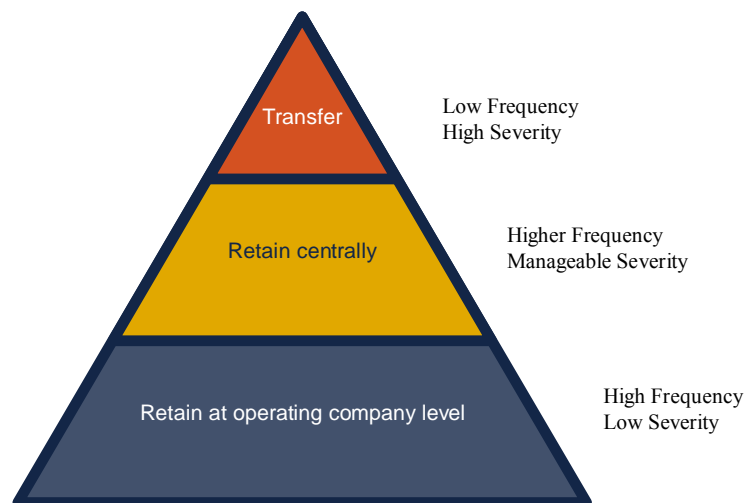 Transfer
Low Frequency
High Severity
Retain centrally
Higher Frequency
Manageable Severity
Retain at operating company level
High Frequency
Low Severity